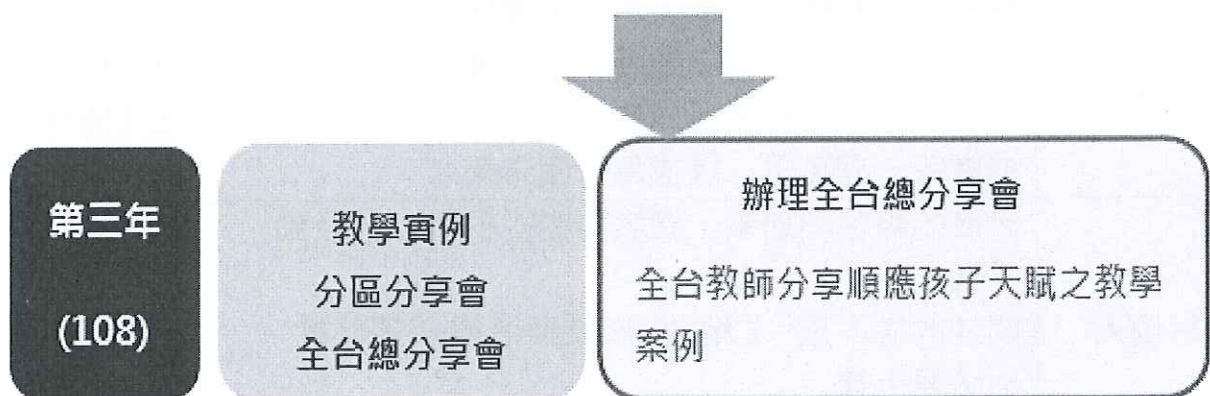 第三年
(108)
教學實例
分區分享會
全台總分享會
辦理全台總分享會
全台教師分享順應孩子天賦之教學
案例